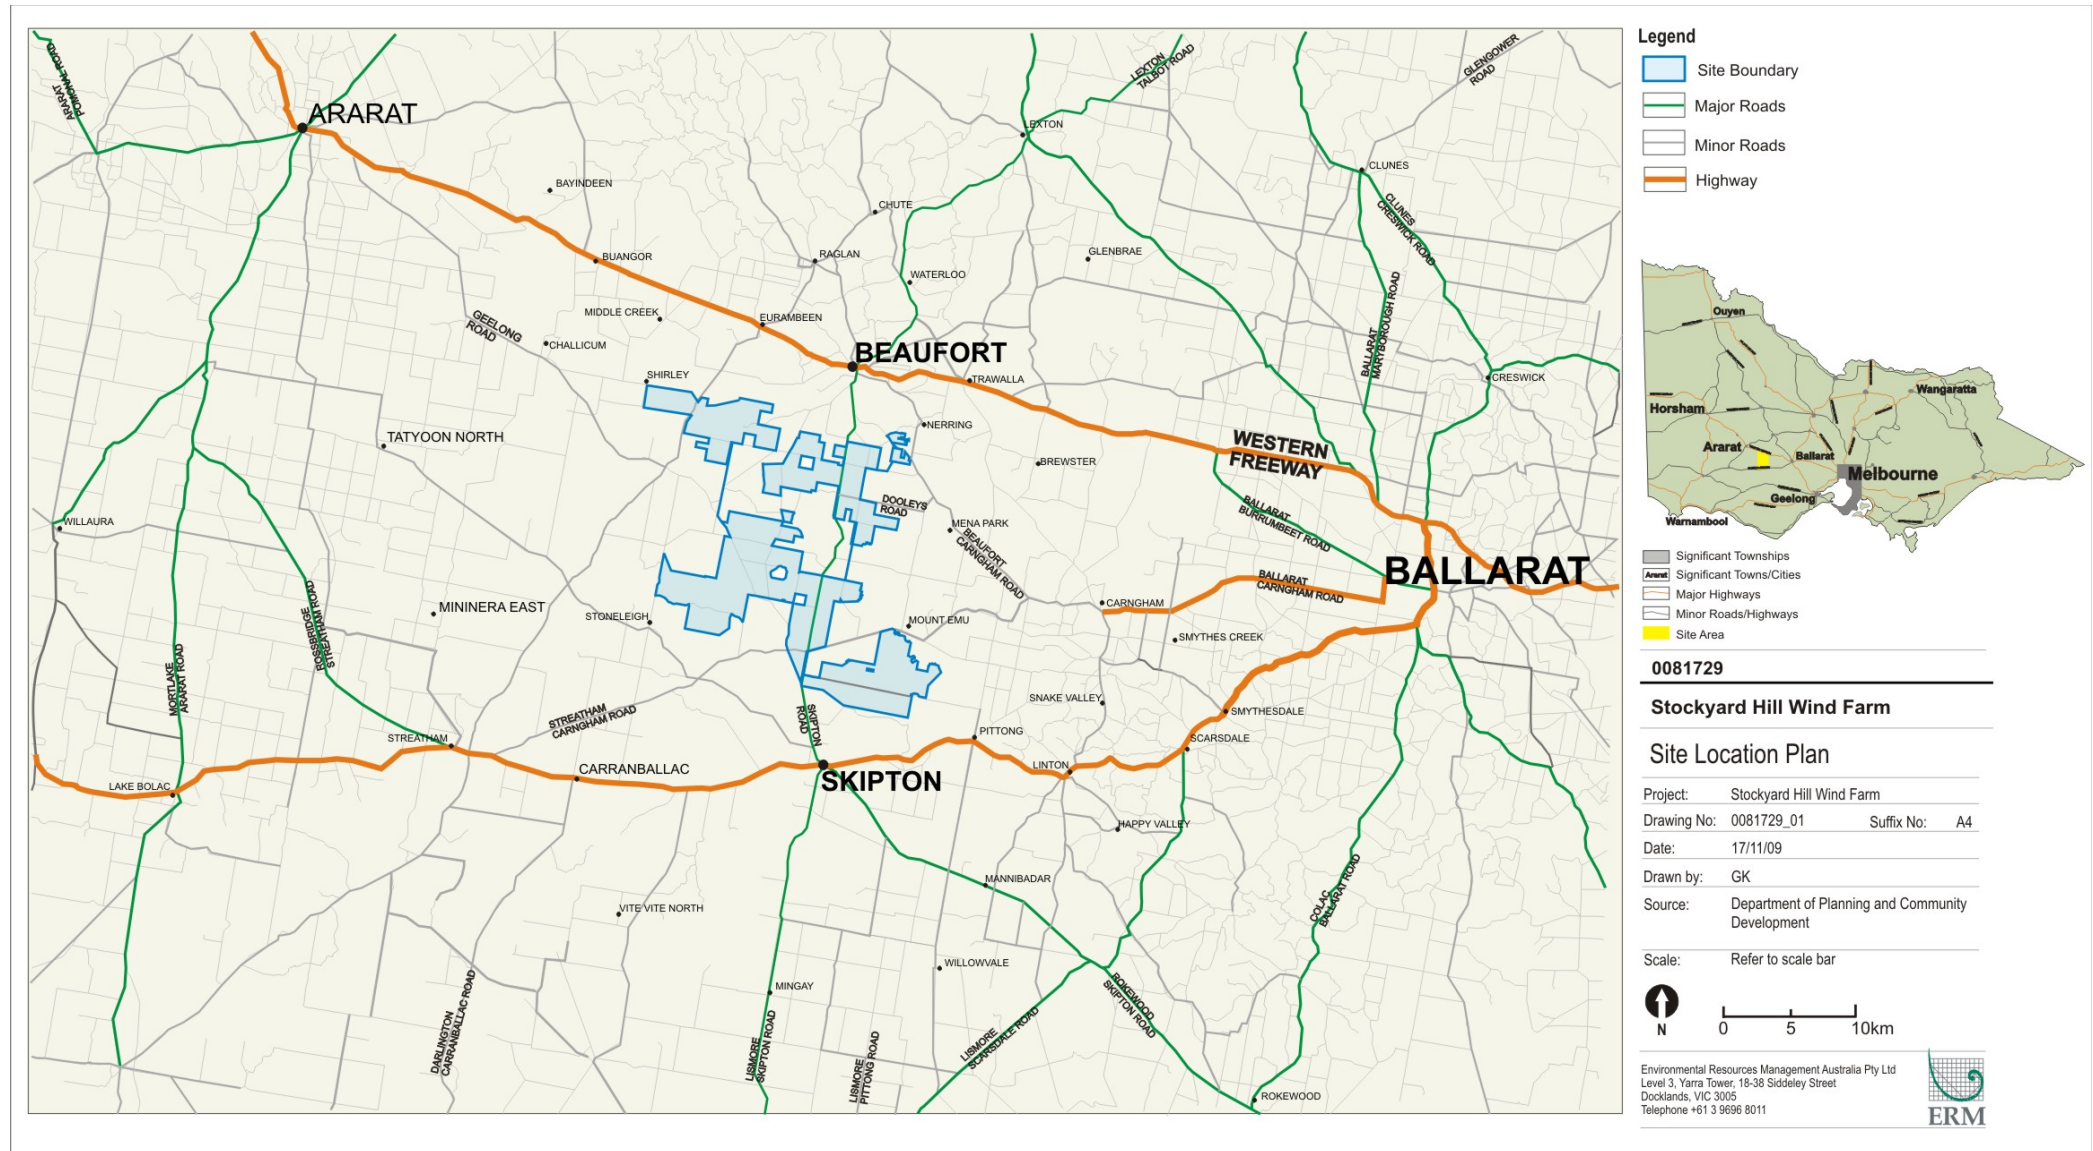 ARARAT
POMONAL ROAD
ARARAT
LEXTON
TALBOT ROAD
GLENGOWER
ROAD
LEXTON
CLUNES
BAYINDEEN
CHUTE
CLUNES
CRESWICK ROAD
BUANGOR
RAGLAN
GLENBRAE
WATERLOO
MIDDLE CREEK
EURAMBEEN
GEELONG
ROAD
CHALLICUM
BALLARAT
MARYBOROUGH ROAD
BEAUFORT
SHIRLEY
TRAWALLA
CRESWICK
TATYOON NORTH
NERRING
BREWSTER
WESTERN
FREEWAY
DOOLEYS
ROAD
WILLAURA
MENA PARK
BEAUFORT
CARNGHAM ROAD
BALLARAT
BURRUMBEET ROAD
BALLARAT
BALLARAT
CARNGHAM ROAD
ROSSBRIDGE
STREATHAM ROAD
MININERA EAST
STONELEIGH
CARNGHAM
MOUNT EMU
SMYTHES CREEK
MORTLAKE
ARARAT ROAD
STREATHAM
CARNGHAM ROAD
SKIPTON
ROAD
SNAKE VALLEY
SMYTHESDALE
STREATHAM
PITTONG
SCARSDALE
CARRANBALLAC
SKIPTON
LINTON
LAKE BOLAC
HAPPY VALLEY
MANNIBADAR
VITE VITE NORTH
COLAC
BALLARAT ROAD
WILLOWVALE
MINGAY
DARLINGTON
CARRANBALLAC ROAD
LISMORE
SKIPTON ROAD
LISMORE
PITTONG ROAD
LISMORE
SCARSDALE ROAD
ROKEWOOD
SKIPTON ROAD
ROKEWOOD
Legend
Site Boundary
Major Roads
Minor Roads
Highway
Ouyen
Wangaratta
Horsham
Ararat
Ballarat
Melbourne
Geelong
Warnambool
Significant Townships
Ararat Significant Towns/Cities
Major Highways
Minor Roads/Highways
Site Area
0081729
Stockyard Hill Wind Farm
Site Location Plan
Project: Stockyard Hill Wind Farm
Drawing No: 0081729_01 Suffix No: A4
Date: 17/11/09
Drawn by: GK
Source: Department of Planning and Community
Development
Scale: Refer to scale bar
N
0 5 10km
Environmental Resources Management Australia Pty Ltd
Level 3, Yarra Tower, 18-38 Siddeley Street
Docklands, VIC 3005
Telephone +61 3 9696 8011
ERM